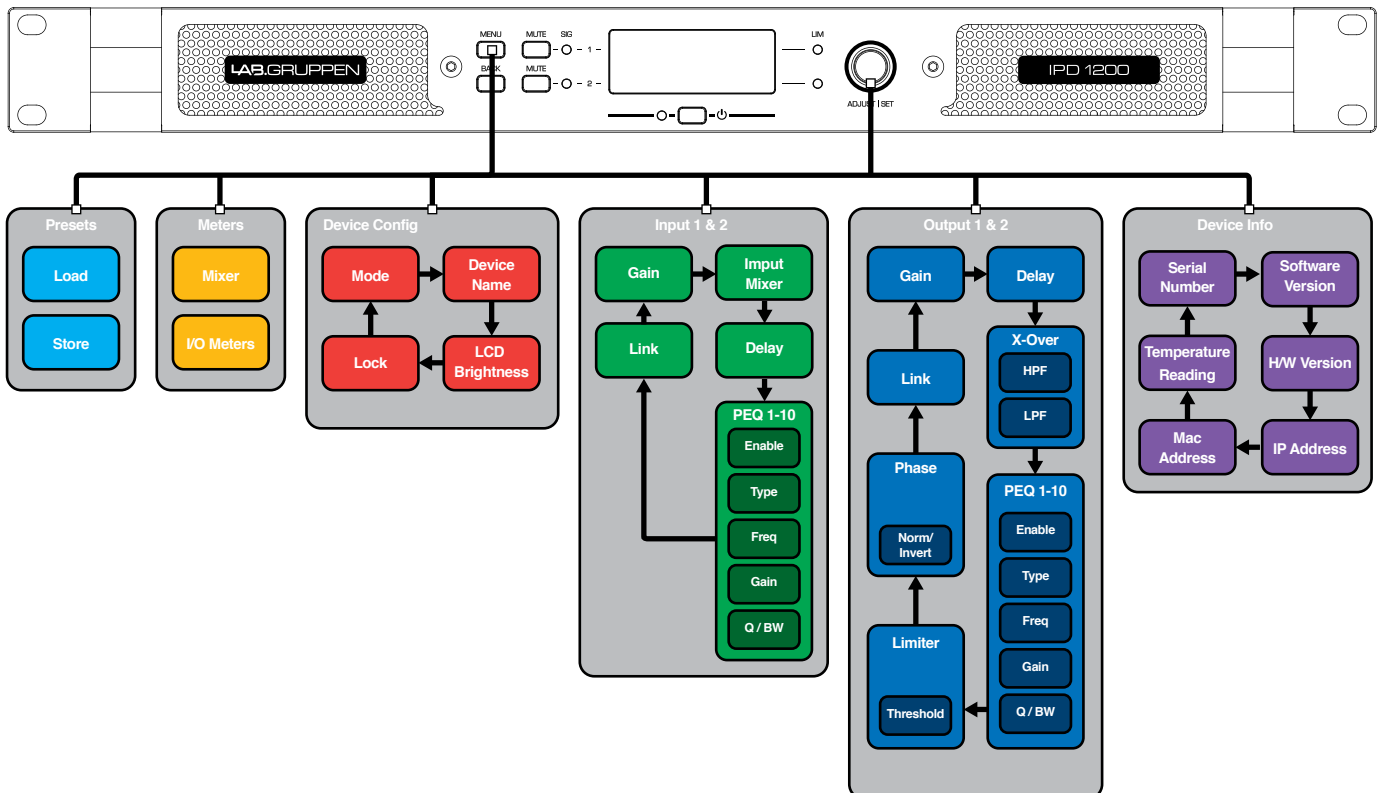 MENU
MUTE
SIG
LIM
1
LAB.GRUPPEN
BACK
MUTE
2
IPD 1200
ADJUST | SET
Presets
Load
Store
Meters
Mixer
I/O Meters
Device Config
Mode
Device
Name
Lock
LCD
Brightness
Input 1 & 2
Gain
Imput
Mixer
Link
Delay
PEQ 1-10
Enable
Type
Freq
Gain
Q / BW
Output 1 & 2
Gain
Delay
X-Over
HPF
LPF
Link
Phase
Norm/
Invert
PEQ 1-10
Enable
Type
Freq
Gain
Q / BW
Limiter
Threshold
Device Info
Serial
Number
Software
Version
Temperature
Reading
H/W Version
Mac
Address
IP Address